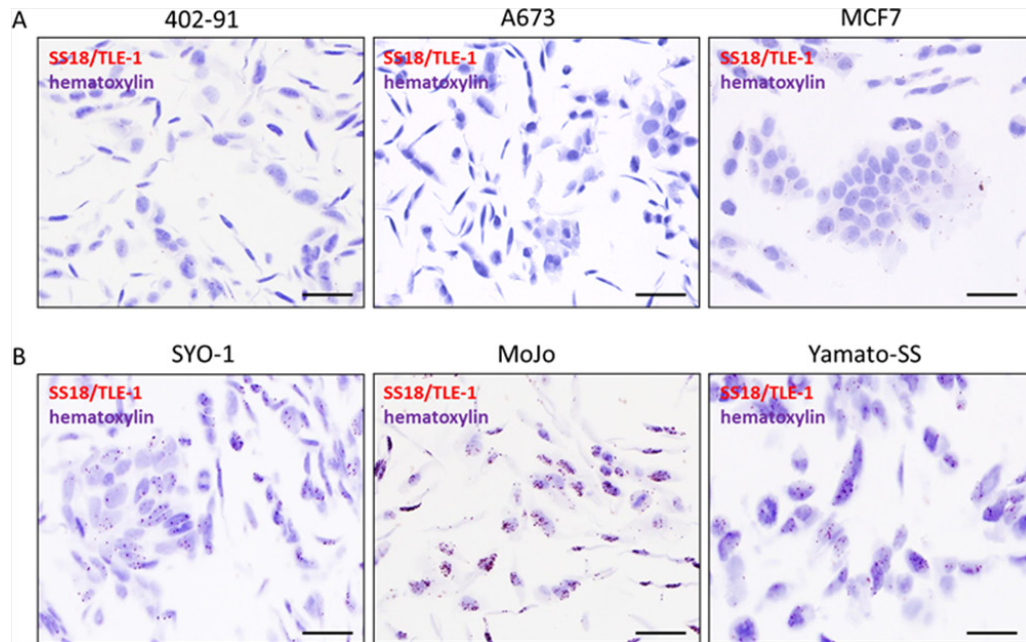 A
402-91
A673
MCF7
SS18/TLE-1
hematoxylin
SS18/TLE-1
hematoxylin
SS18/TLE-1
hematoxylin
B
SYO-1
MoJo
Yamato-SS
SS18/TLE-1
hematoxylin
SS18/TLE-1
hematoxylin
SS18/TLE-1
hematoxylin